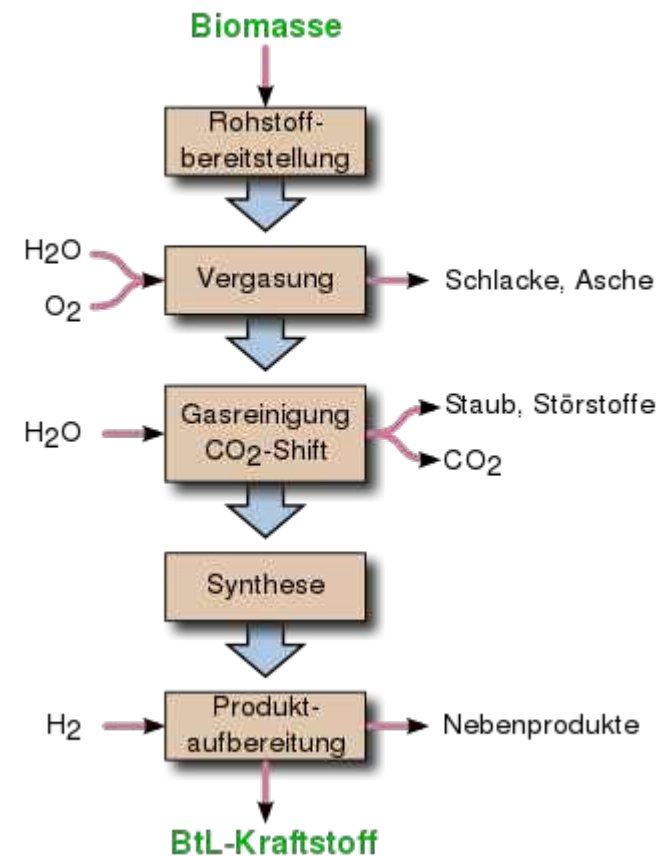 Biomasse
Rohstoff-
bereitstellung
H2O
O2
Vergasung
Schlacke, Asche
H2O
Gasreinigung
CO2-Shift
Staub, Störstoffe
CO2
Synthese
H2
Produkt-
aufbereitung
Nebenprodukte
BtL-Kraftstoff